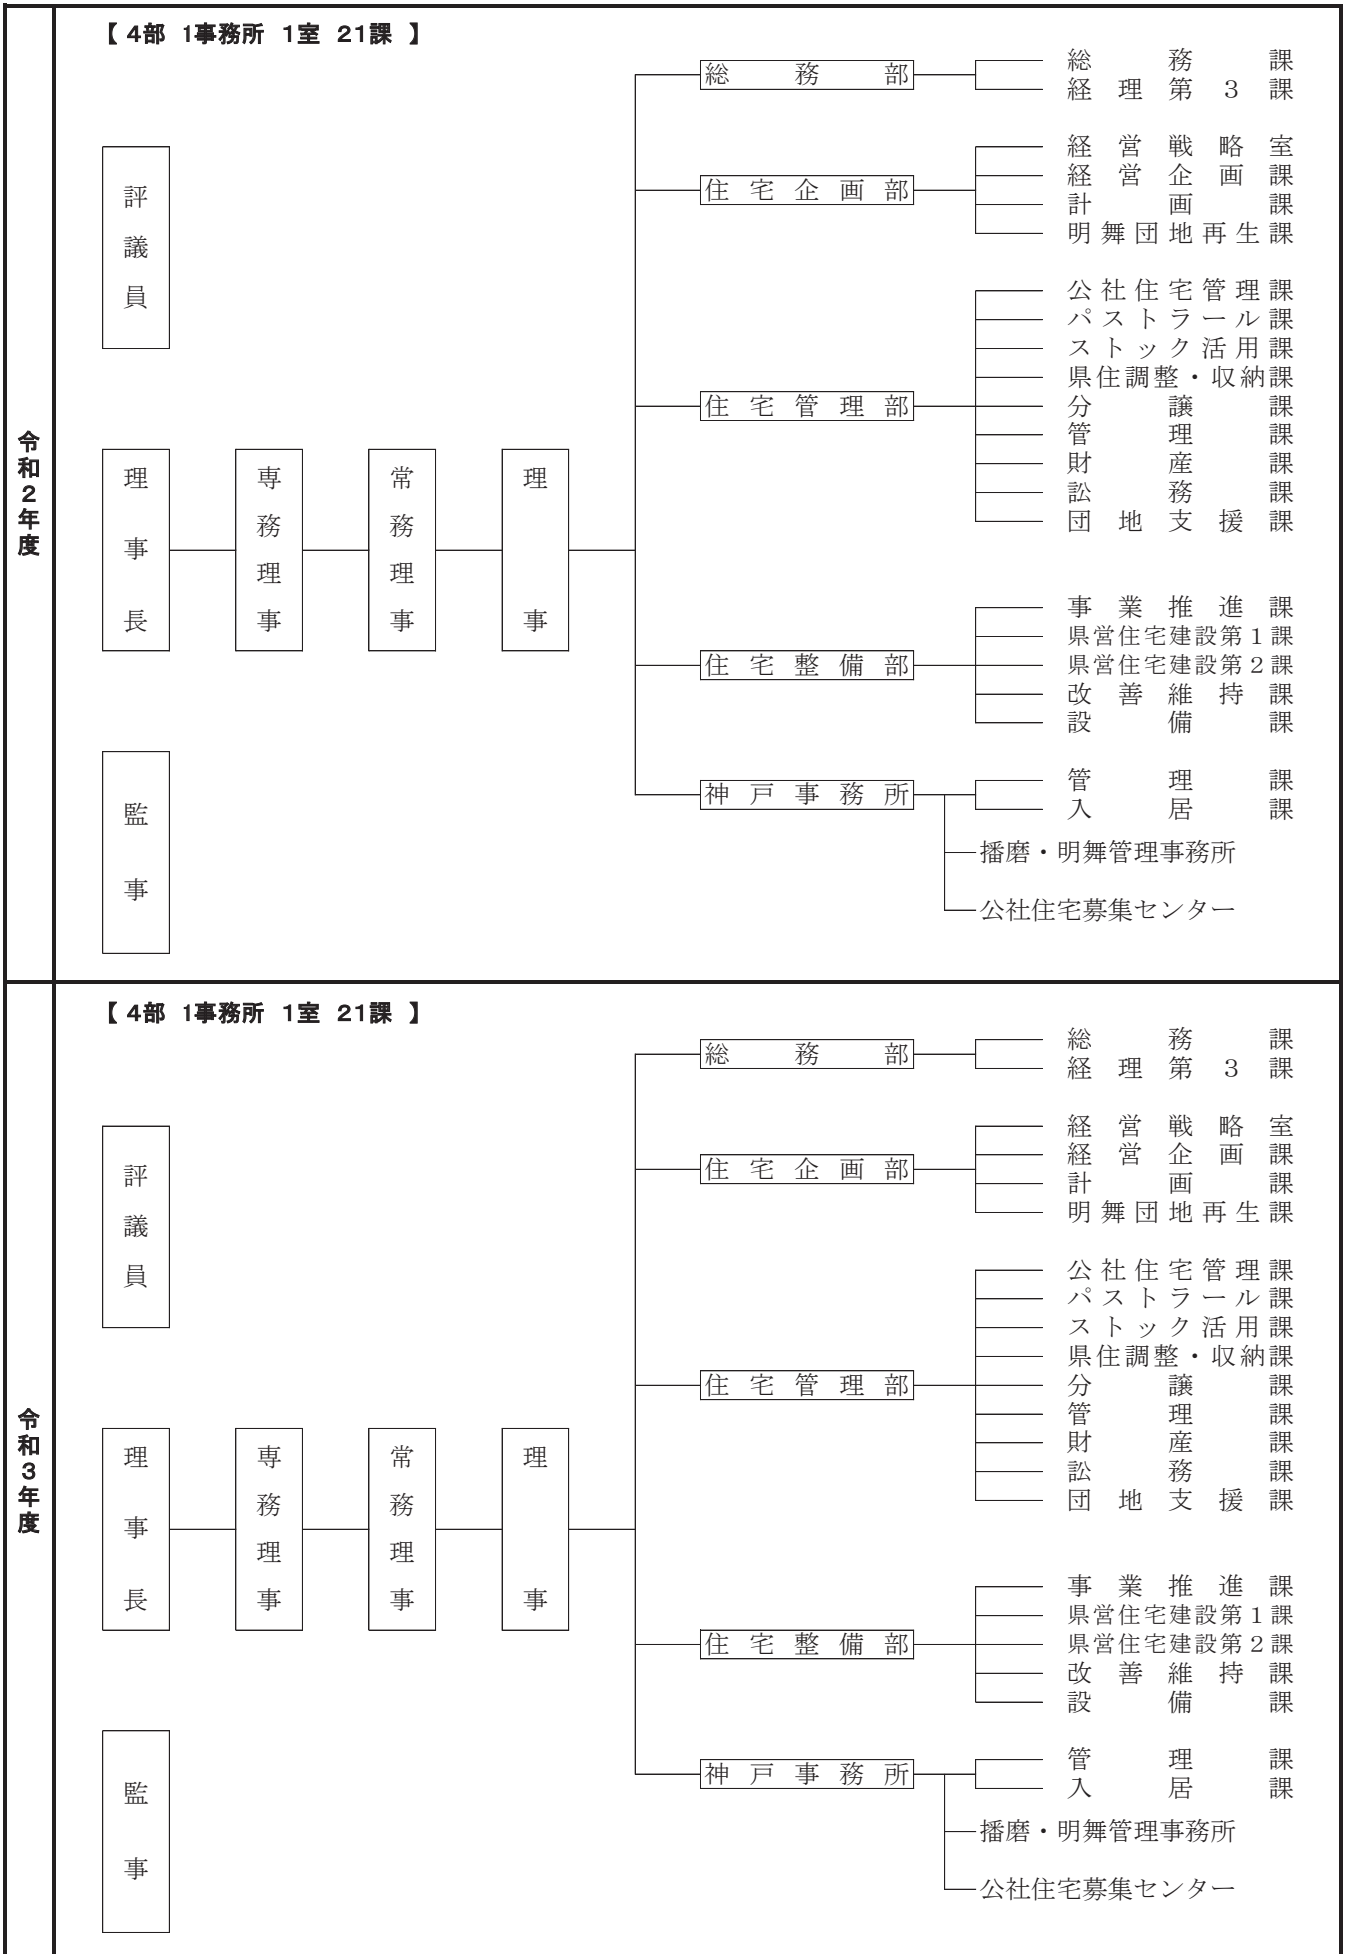 令和2年度
【 4部 1事務所 1室 21課 】
評議員
理事長
専務理事
常務理事
理事
監事
総務部
総務課
経理第3課
住宅企画部
経営戦略室
経営企画課
計画課
明舞団地再生課
住宅管理部
公社住宅管理課
パストラール課
ストック活用課
県住調整・収納課
分譲課
管理課
財産課
訟務課
団地支援課
住宅整備部
事業推進課
県営住宅建設第1課
県営住宅建設第2課
改善維持課
設備課
神戸事務所
管理課
入居課
播磨・明舞管理事務所
公社住宅募集センター
令和3年度
【 4部 1事務所 1室 21課 】
評議員
理事長
専務理事
常務理事
理事
監事
総務部
総務課
経理第3課
住宅企画部
経営戦略室
経営企画課
計画課
明舞団地再生課
住宅管理部
公社住宅管理課
パストラール課
ストック活用課
県住調整・収納課
分譲課
管理課
財産課
訟務課
団地支援課
住宅整備部
事業推進課
県営住宅建設第1課
県営住宅建設第2課
改善維持課
設備課
神戸事務所
管理課
入居課
播磨・明舞管理事務所
公社住宅募集センター